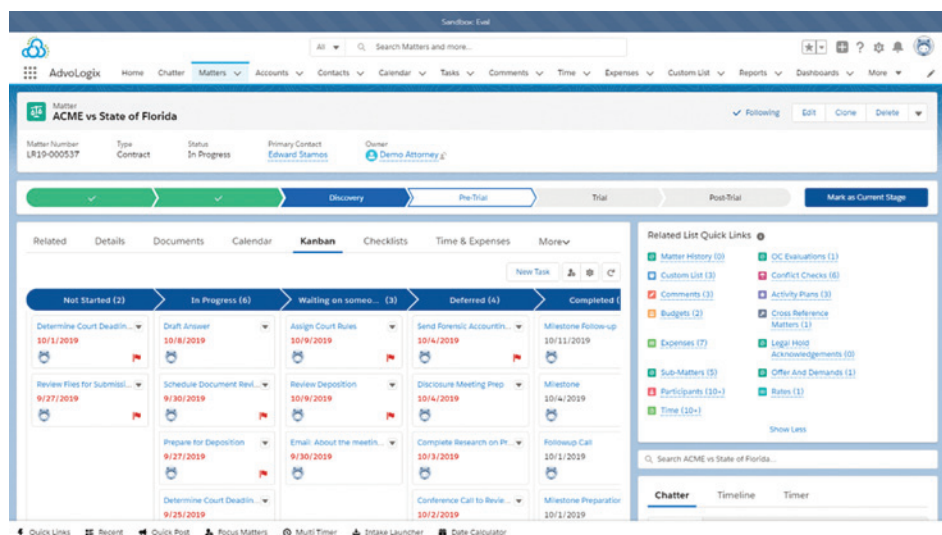 Sandbox: Eval
All Search Matters and more...
AdvoLogix Home Chatter Matters Accounts Contacts Calendar Tasks Comments Time Expenses Custom List Reports Dashboards More
Matter
ACME vs State of Florida
Following Edit Clone Delete
Matter Number Type Status Primary Contact Owner
LR19-000537 Contract In Progress Edward Stamos Demo Attorney
Discovery Pre-Trial Trial Post-Trial Mark as Current Stage
Related Details Documents Calendar Kanban Checklists Time & Expenses More
New Task
Not Started (2) In Progress (6) Waiting on someo... (3) Deferred (4) Completed (
Determine Court Deadlin... Draft Answer Assign Court Rules Send Forensic Accountin... Milestone Follow-up
10/1/2019 10/8/2019 10/9/2019 10/4/2019 10/11/2019
Review Files for Submissi... Schedule Document Revi... Review Deposition Disclosure Meeting Prep Milestone
9/27/2019 9/30/2019 10/9/2019 10/4/2019 10/4/2019
Prepare for Deposition Email: About the meetin... Complete Research on Pr... Followup Call
9/27/2019 9/30/2019 10/3/2019 10/1/2019
Determine Court Deadlin... Conference Call to Revie... Milestone Preparation
9/25/2019 10/2/2019 10/1/2019
Related List Quick Links
Matter History (0) OC Evaluations (1)
Custom List (3) Conflict Checks (6)
Comments (3) Activity Plans (3)
Budgets (2) Cross Reference
Matters (1)
Expenses (7) Legal Hold
Acknowledgements (0)
Sub-Matters (5) Offer And Demands (1)
Participants (10+) Rates (1)
Time (10+)
Show Less
Search ACME vs State of Florida...
Chatter Timeline Timer
Quick Links Recent Quick Post Focus Matters Multi Timer Intake Launcher Date Calculator